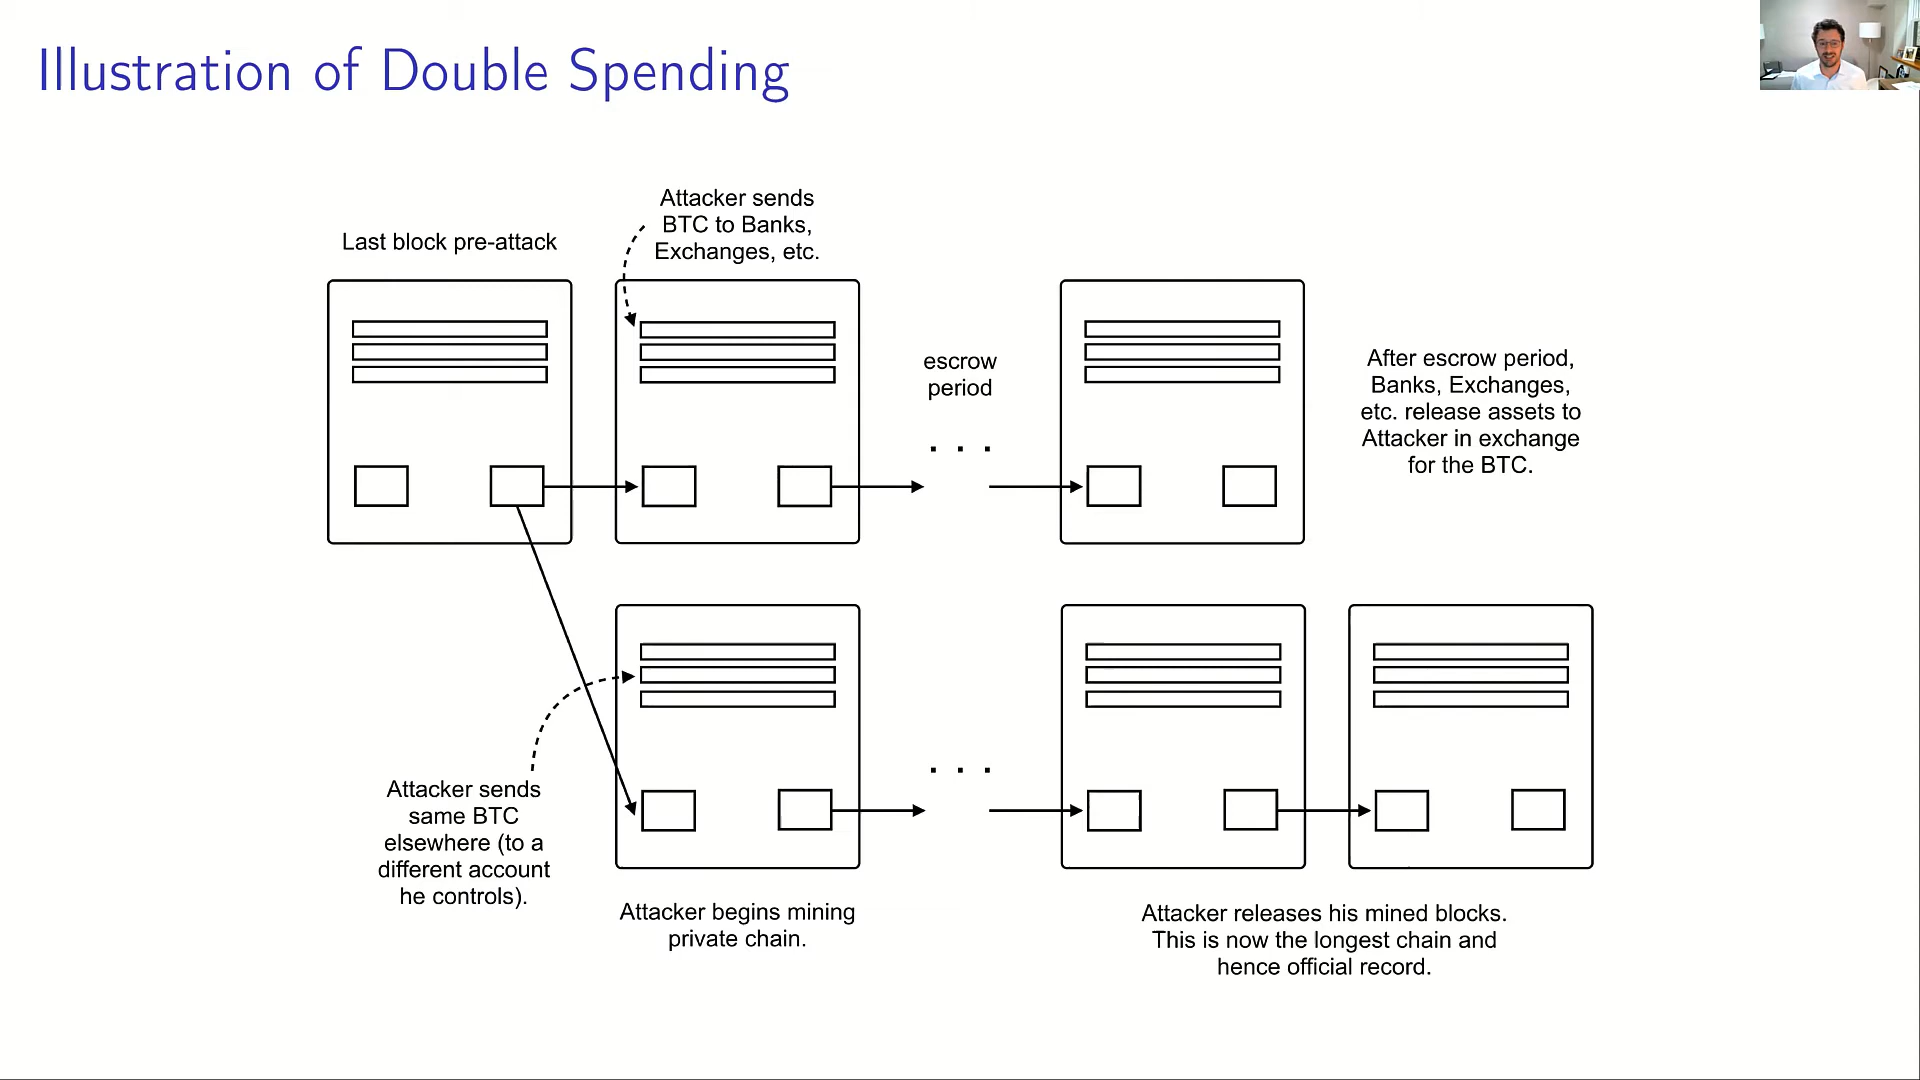 Illustration of Double Spending
Last block pre-attack
Attacker sends
BTC to Banks,
Exchanges, etc.
escrow
period
. . .
After escrow period,
Banks, Exchanges,
etc. release assets to
Attacker in exchange
for the BTC.
. . .
Attacker sends
same BTC
elsewhere (to a
different account
he controls).
Attacker begins mining
private chain.
Attacker releases his mined blocks.
This is now the longest chain and
hence official record.